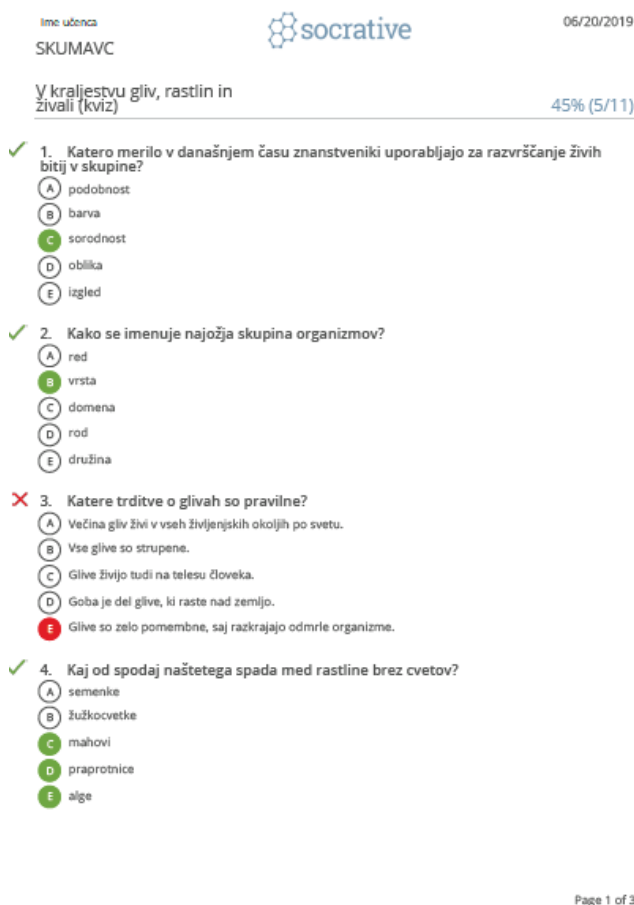 Ime učenca
socrative
06/20/2019
SKUMAVC
V kraljestvu gliv, rastlin in
živali (kviz)
45% (5/11)
1. Katero merilo v današnjem času znanstveniki uporabljajo za razvrščanje živih
bitij v skupine?
A podobnost
B barva
C sorodnost
D oblika
E izgled
2. Kako se imenuje najožja skupina organizmov?
A red
B vrsta
C domena
D rod
E družina
3. Katere trditve o glivah so pravilne?
A Večina gliv živi v vseh življenjskih okoljih po svetu.
B Vse glive so strupene.
C Glive živijo tudi na telesu človeka.
D Goba je del glive, ki raste nad zemljo.
E Glive so zelo pomembne, saj razkrajajo odmrle organizme.
4. Kaj od spodaj naštetega spada med rastline brez cvetov?
A semenke
B žužkocvetke
C mahovi
D praprotnice
E alge
Page 1 of 3